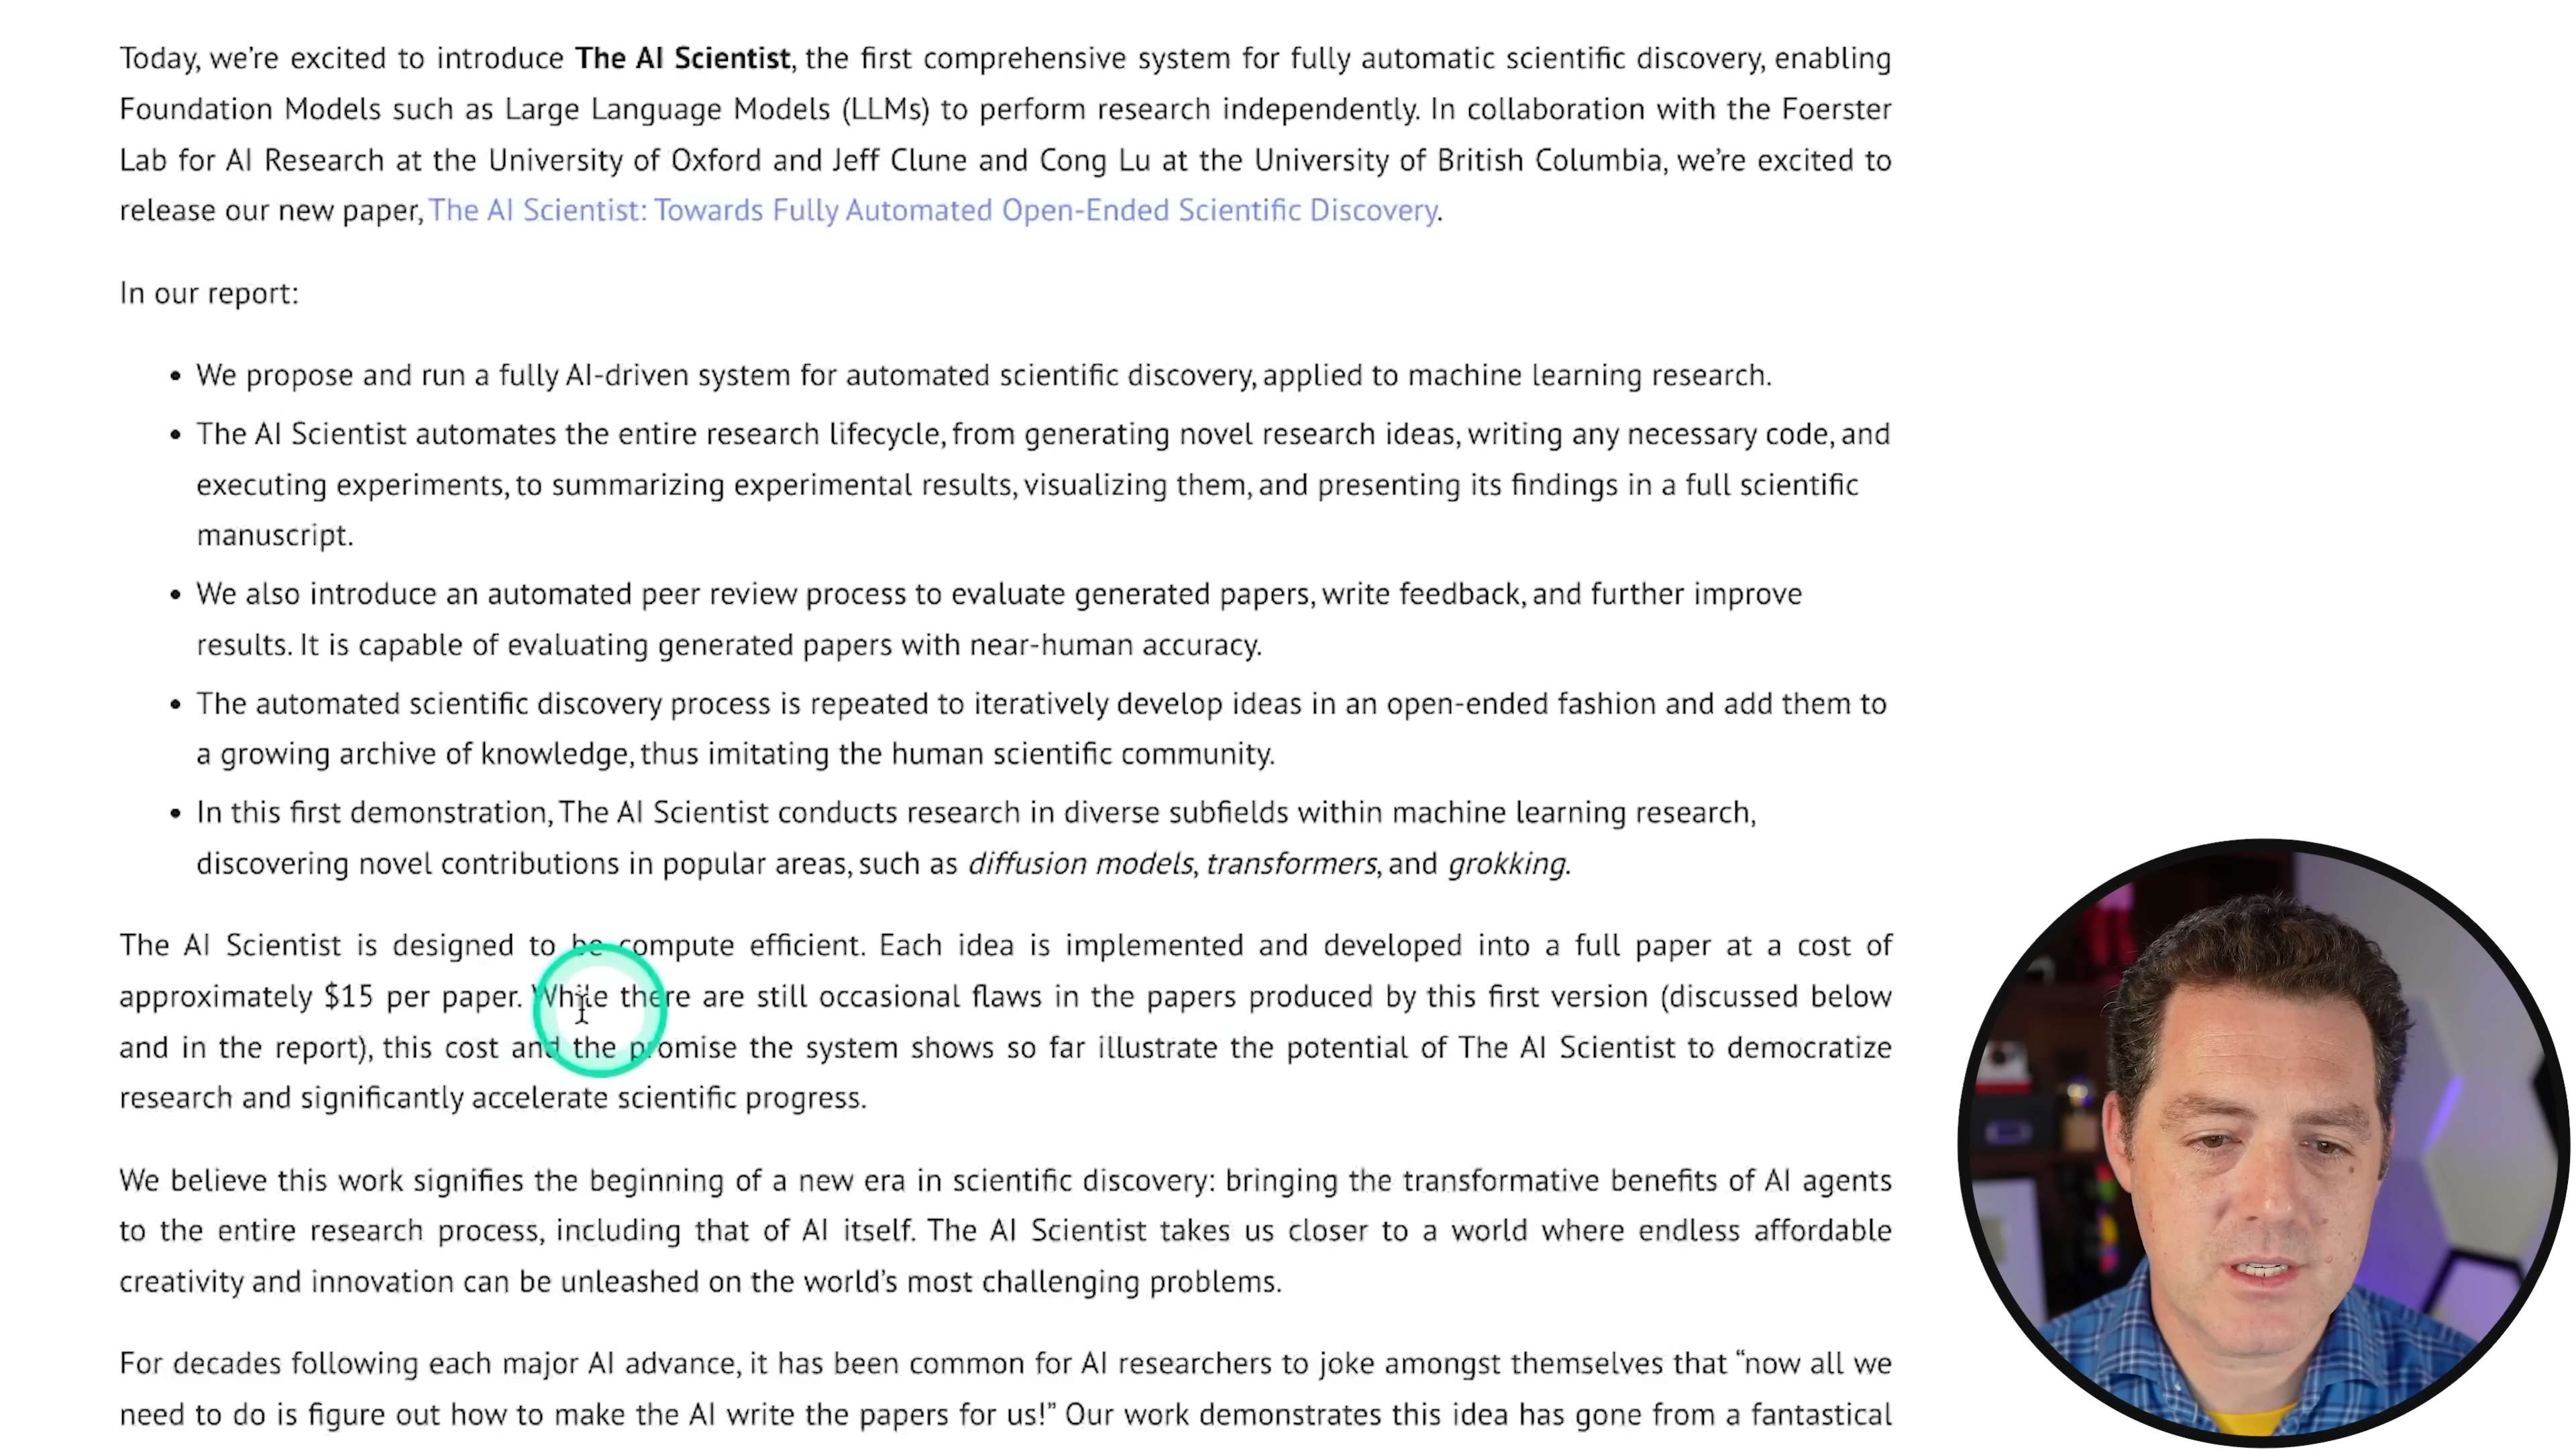 Today, we're excited to introduce The AI Scientist, the first comprehensive system for fully automatic scientific discovery, enabling
Foundation Models such as Large Language Models (LLMs) to perform research independently. In collaboration with the Foerster
Lab for AI Research at the University of Oxford and Jeff Clune and Cong Lu at the University of British Columbia, we're excited to
release our new paper, The AI Scientist: Towards Fully Automated Open-Ended Scientific Discovery.
In our report:
• We propose and run a fully AI-driven system for automated scientific discovery, applied to machine learning research.
• The AI Scientist automates the entire research lifecycle, from generating novel research ideas, writing any necessary code, and
executing experiments, to summarizing experimental results, visualizing them, and presenting its findings in a full scientific
manuscript.
• We also introduce an automated peer review process to evaluate generated papers, write feedback, and further improve
results. It is capable of evaluating generated papers with near-human accuracy.
• The automated scientific discovery process is repeated to iteratively develop ideas in an open-ended fashion and add them to
a growing archive of knowledge, thus imitating the human scientific community.
• In this first demonstration, The AI Scientist conducts research in diverse subfields within machine learning research,
discovering novel contributions in popular areas, such as diffusion models, transformers, and grokking.
The AI Scientist is designed to be compute efficient. Each idea is implemented and developed into a full paper at a cost of
approximately $15 per paper. While there are still occasional flaws in the papers produced by this first version (discussed below
and in the report), this cost and the promise the system shows so far illustrate the potential of The AI Scientist to democratize
research and significantly accelerate scientific progress.
We believe this work signifies the beginning of a new era in scientific discovery: bringing the transformative benefits of AI agents
to the entire research process, including that of AI itself. The AI Scientist takes us closer to a world where endless affordable
creativity and innovation can be unleashed on the world's most challenging problems.
For decades following each major AI advance, it has been common for AI researchers to joke amongst themselves that “now all we
need to do is figure out how to make the AI write the papers for us!” Our work demonstrates this idea has gone from a fantastical